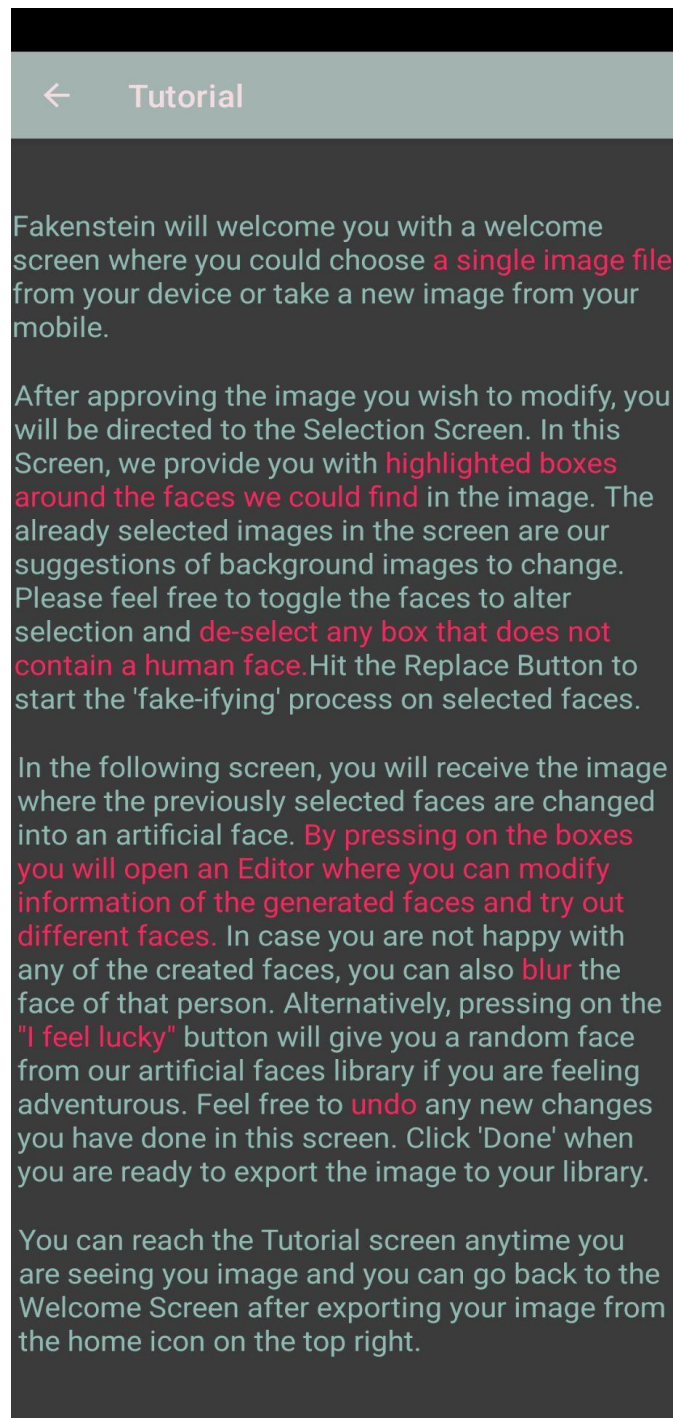 Tutorial
Fakenstein will welcome you with a welcome
screen where you could choose a single image file
from your device or take a new image from your
mobile.
After approving the image you wish to modify, you
will be directed to the Selection Screen. In this
Screen, we provide you with highlighted boxes
around the faces we could find in the image. The
already selected images in the screen are our
suggestions of background images to change.
Please feel free to toggle the faces to alter
selection and de-select any box that does not
contain a human face.Hit the Replace Button to
start the 'fake-ifying' process on selected faces.
In the following screen, you will receive the image
where the previously selected faces are changed
into an artificial face. By pressing on the boxes
you will open an Editor where you can modify
information of the generated faces and try out
different faces. In case you are not happy with
any of the created faces, you can also blur the
face of that person. Alternatively, pressing on the
"I feel lucky" button will give you a random face
from our artificial faces library if you are feeling
adventurous. Feel free to undo any new changes
you have done in this screen. Click 'Done' when
you are ready to export the image to your library.
You can reach the Tutorial screen anytime you
are seeing you image and you can go back to the
Welcome Screen after exporting your image from
the home icon on the top right.